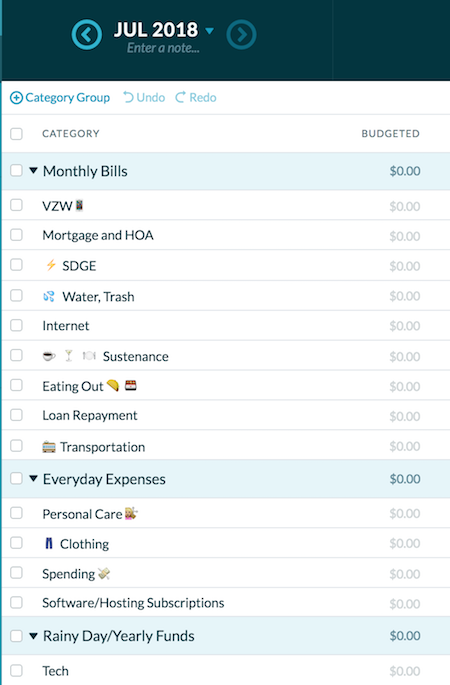 JUL 2018
Enter a note...
Category Group Undo Redo
CATEGORY BUDGETED
Monthly Bills $0.00
VZW $0.00
Mortgage and HOA $0.00
SDGE $0.00
Water, Trash $0.00
Internet $0.00
Sustenance $0.00
Eating Out $0.00
Loan Repayment $0.00
Transportation $0.00
Everyday Expenses $0.00
Personal Care $0.00
Clothing $0.00
Spending $0.00
Software/Hosting Subscriptions $0.00
Rainy Day/Yearly Funds $0.00
Tech $0.00